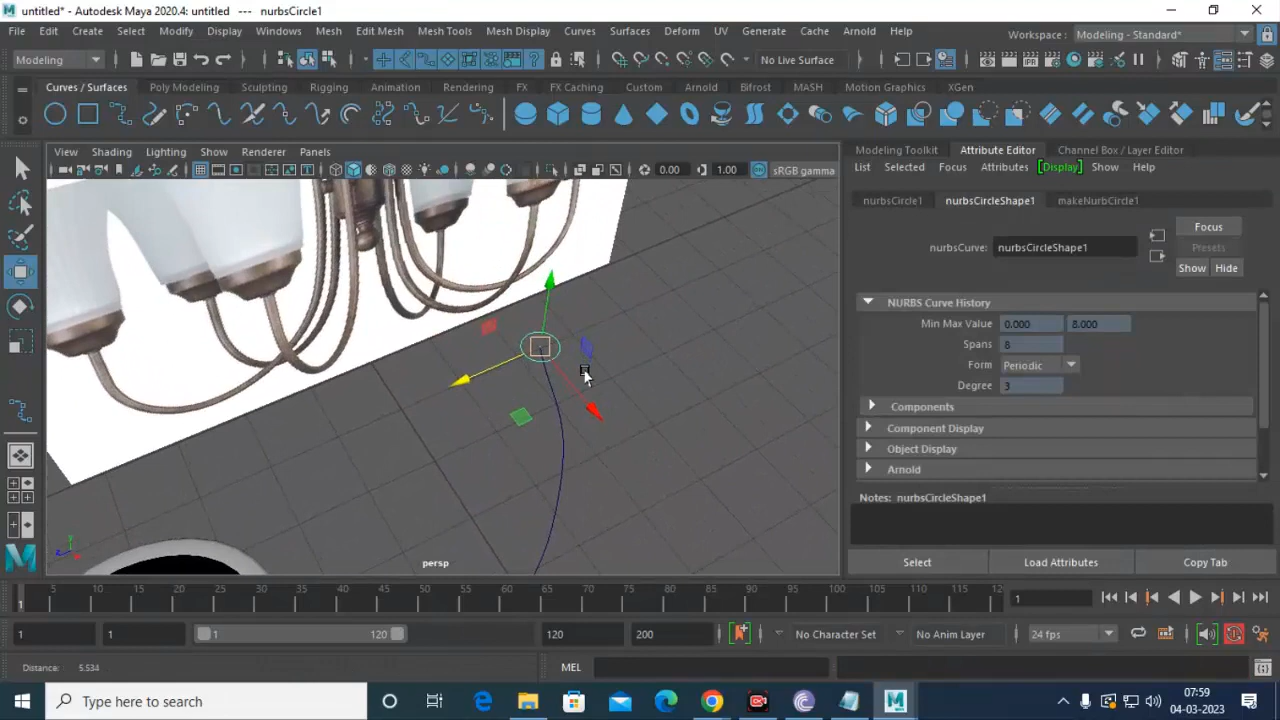 untitled* - Autodesk Maya 2020.4: untitled --- nurbsCircle1
File Edit Create Select Modify Display Windows Mesh Edit Mesh Mesh Tools Mesh Display Curves Surfaces Deform UV Generate Cache Arnold Help Workspace : Modeling - Standard*
Modeling No Live Surface
Curves / Surfaces Poly Modeling Sculpting Rigging Animation Rendering FX FX Caching Custom Arnold Bifrost MASH Motion Graphics XGen
View Shading Lighting Show Renderer Panels
0.00 1.00 sRGB gamma
Modeling Toolkit Attribute Editor Channel Box / Layer Editor
List Selected Focus Attributes [Display] Show Help
nurbsCircle1 nurbsCircleShape1 makeNurbCircle1
Focus
nurbsCurve: nurbsCircleShape1 Presets
Show Hide
NURBS Curve History
Min Max Value 0.000 8.000
Spans 8
Form Periodic
Degree 3
Components
Component Display
Object Display
Arnold
Notes: nurbsCircleShape1
Select Load Attributes Copy Tab
persp
5 10 15 20 25 30 35 40 45 50 55 60 65 70 75 80 85 90 95 100 105 110 115 12
1 1
1 1 1 120 120 200 No Character Set No Anim Layer 24 fps
Distance: 5.534 MEL
Type here to search
07:59
04-03-2023